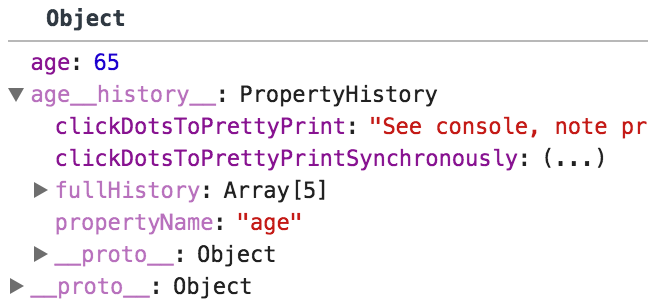 Object
age: 65
age__history__: PropertyHistory
clickDotsToPrettyPrint: "See console, note pr
clickDotsToPrettyPrintSynchronously: (...)
fullHistory: Array[5]
propertyName: "age"
__proto__: Object
__proto__: Object